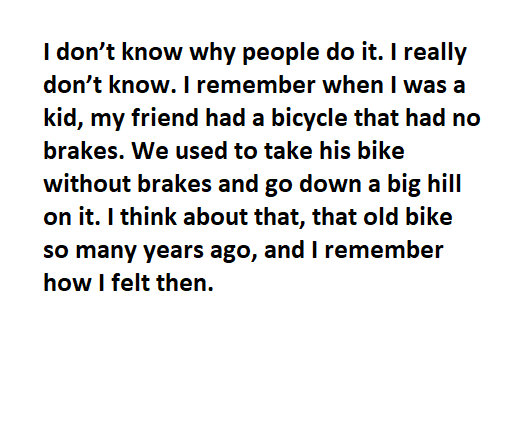 I don’t know why people do it. I really
don’t know. I remember when I was a
kid, my friend had a bicycle that had no
brakes. We used to take his bike
without brakes and go down a big hill
on it. I think about that, that old bike
so many years ago, and I remember
how I felt then.